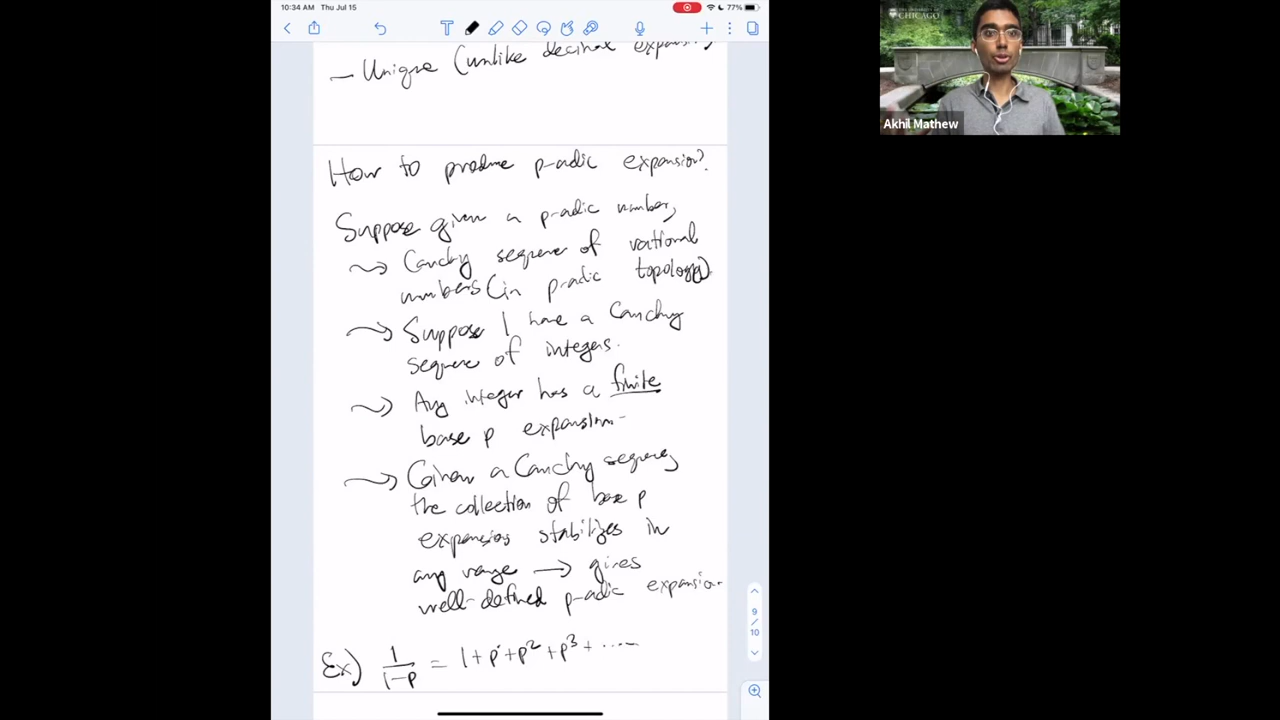 10:34 AM Thu Jul 15
77%
T
- Unique (unlike decimal expansion)
How to produce p-adic expansion?
Suppose given a p-adic number,
Cauchy sequence of rational
numbers (in p-adic topology)
Suppose I have a Cauchy
sequence of integers.
Any integer has a finite
base p expansion-
Given a Cauchy sequence,
the collection of base p
expansions stabilizes in
any range → gives
well-defined p-adic expansion.
Ex) 1/(1-p) = 1 + p + p² + p³ + .....
9
/
10
CHICAGO
Akhil Mathew